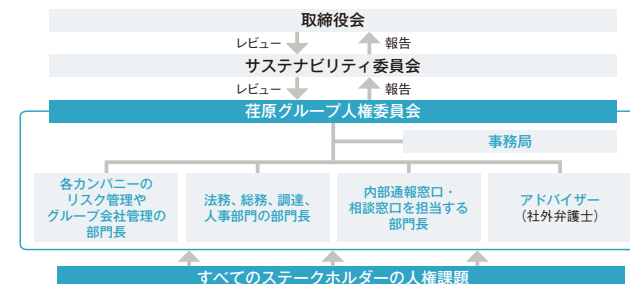 取締役会
レビュー 報告
サステナビリティ委員会
レビュー 報告
荏原グループ人権委員会
事務局
各カンパニーの
リスク管理や
グループ会社管理の
部門長
法務、総務、調達、
人事部門の部門長
内部通報窓口・
相談窓口を担当する
部門長
アドバイザー
(社外弁護士)
すべてのステークホルダーの人権課題